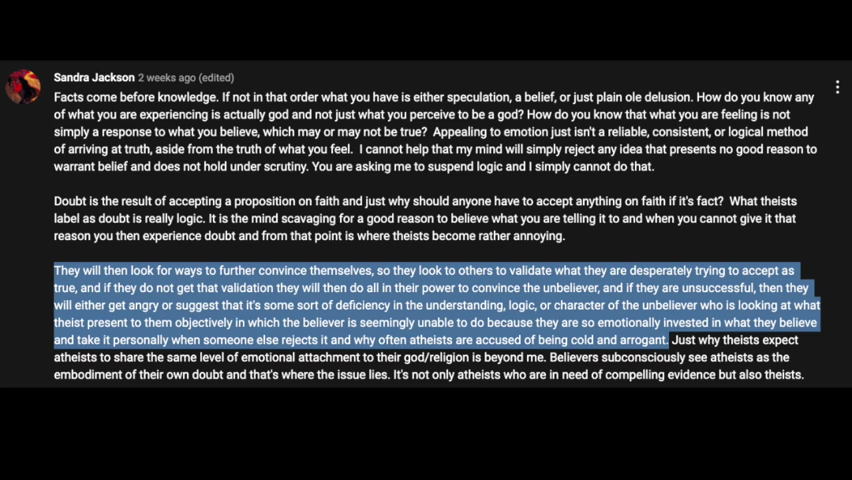 Sandra Jackson 2 weeks ago (edited)
Facts come before knowledge. If not in that order what you have is either speculation, a belief, or just plain ole delusion. How do you know any
of what you are experiencing is actually god and not just what you perceive to be a god? How do you know that what you are feeling is not
simply a response to what you believe, which may or may not be true?  Appealing to emotion just isn't a reliable, consistent, or logical method
of arriving at truth, aside from the truth of what you feel.  I cannot help that my mind will simply reject any idea that presents no good reason to
warrant belief and does not hold under scrutiny. You are asking me to suspend logic and I simply cannot do that.
Doubt is the result of accepting a proposition on faith and just why should anyone have to accept anything on faith if it's fact?  What theists
label as doubt is really logic. It is the mind scavaging for a good reason to believe what you are telling it to and when you cannot give it that
reason you then experience doubt and from that point is where theists become rather annoying.
They will then look for ways to further convince themselves, so they look to others to validate what they are desperately trying to accept as
true, and if they do not get that validation they will then do all in their power to convince the unbeliever, and if they are unsuccessful, then they
will either get angry or suggest that it's some sort of deficiency in the understanding, logic, or character of the unbeliever who is looking at what
theist present to them objectively in which the believer is seemingly unable to do because they are so emotionally invested in what they believe
and take it personally when someone else rejects it and why often atheists are accused of being cold and arrogant. Just why theists expect
atheists to share the same level of emotional attachment to their god/religion is beyond me. Believers subconsciously see atheists as the
embodiment of their own doubt and that's where the issue lies. It's not only atheists who are in need of compelling evidence but also theists.